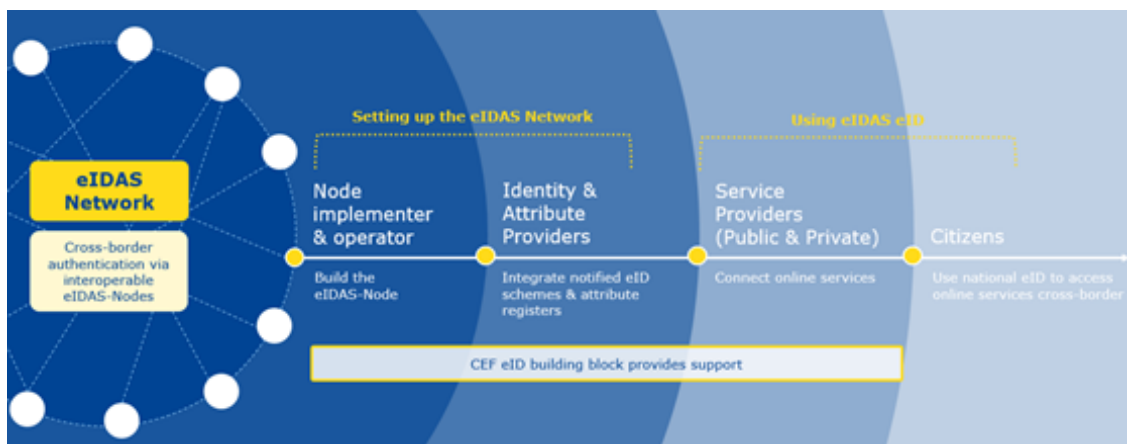 Setting up the eIDAS Network
Using eIDAS eID
eIDAS
Network
Cross-border
authentication via
interoperable
eIDAS-Nodes
Node
implementer
& operator
Build the
eIDAS-Node
Identity &
Attribute
Providers
Integrate notified eID
schemes & attribute
registers
Service
Providers
(Public & Private)
Connect online services
Citizens
Use national eID to access
online services cross-border
CEF eID building block provides support